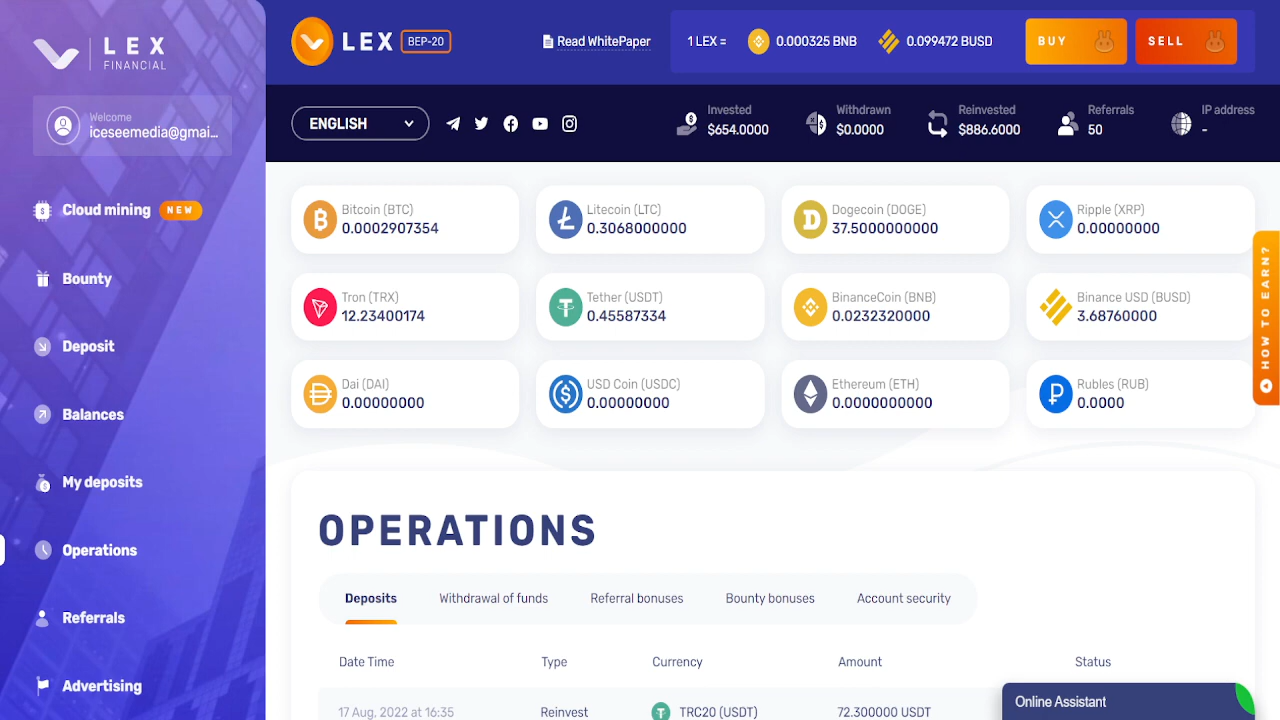 LEX
FINANCIAL
Welcome
iceseemedia@gmai...
Cloud mining NEW
Bounty
Deposit
Balances
My deposits
Operations
Referrals
Advertising
LEX BEP-20
Read WhitePaper
1 LEX = 0.000325 BNB 0.099472 BUSD
BUY
SELL
ENGLISH
Invested
$654.0000
Withdrawn
$0.0000
Reinvested
$886.6000
Referrals
50
IP address
-
Bitcoin (BTC)
0.0002907354
Litecoin (LTC)
0.3068000000
Dogecoin (DOGE)
37.5000000000
Ripple (XRP)
0.00000000
Tron (TRX)
12.23400174
Tether (USDT)
0.45587334
BinanceCoin (BNB)
0.0232320000
Binance USD (BUSD)
3.68760000
Dai (DAI)
0.00000000
USD Coin (USDC)
0.00000000
Ethereum (ETH)
0.0000000000
Rubles (RUB)
0.0000
HOW TO EARN?
OPERATIONS
Deposits Withdrawal of funds Referral bonuses Bounty bonuses Account security
Date Time Type Currency Amount Status
17 Aug, 2022 at 16:35 Reinvest TRC20 (USDT) 72.300000 USDT
Online Assistant